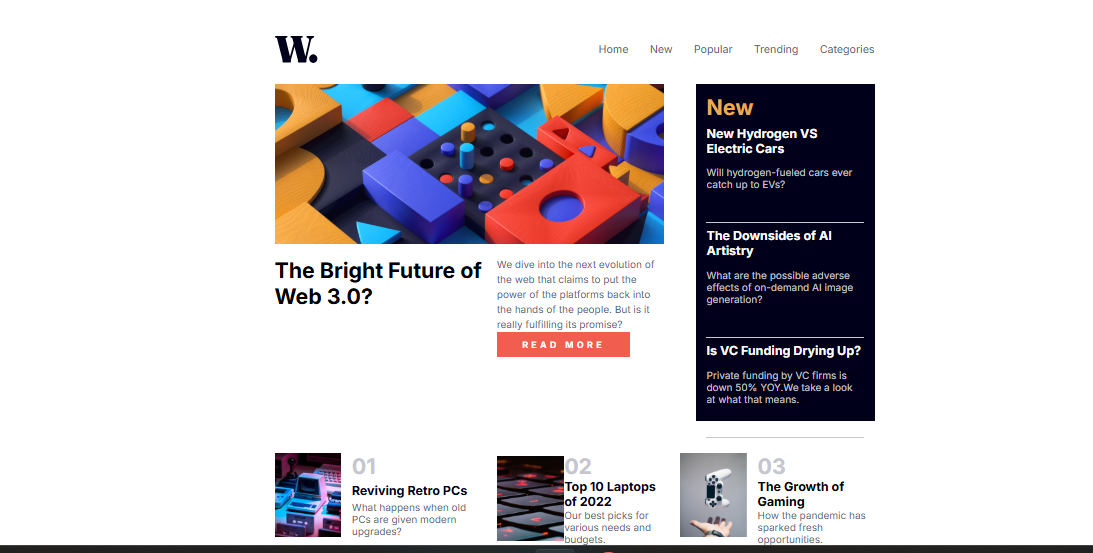 W.
Home New Popular Trending Categories
The Bright Future of
Web 3.0?
We dive into the next evolution of
the web that claims to put the
power of the platforms back into
the hands of the people. But is it
really fulfilling its promise?
READ MORE
New
New Hydrogen VS
Electric Cars
Will hydrogen-fueled cars ever
catch up to EVs?
The Downsides of AI
Artistry
What are the possible adverse
effects of on-demand AI image
generation?
Is VC Funding Drying Up?
Private funding by VC firms is
down 50% YOY.We take a look
at what that means.
01
Reviving Retro PCs
What happens when old
PCs are given modern
upgrades?
02
Top 10 Laptops
of 2022
Our best picks for
various needs and
budgets.
03
The Growth of
Gaming
How the pandemic has
sparked fresh
opportunities.